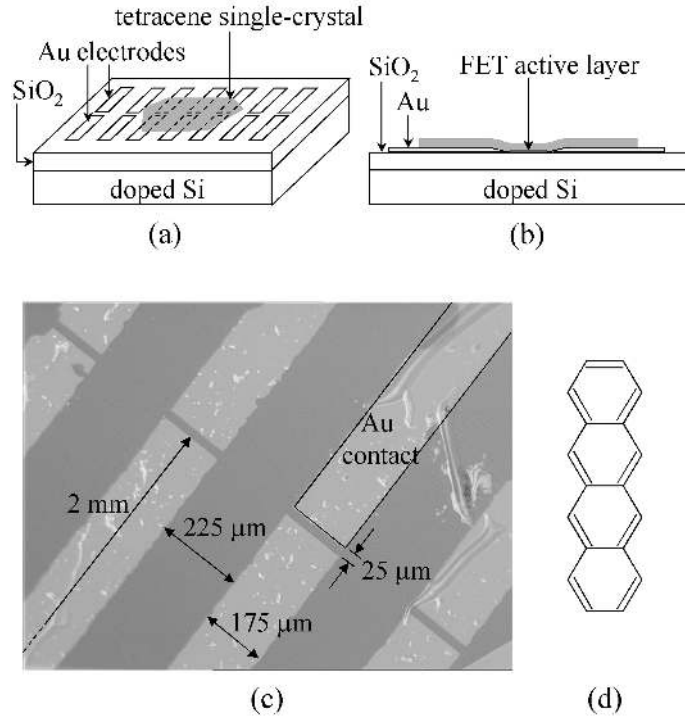 tetracene single-crystal
Au electrodes
SiO2
doped Si
(a)
SiO2
FET active layer
Au
doped Si
(b)
Au
contact
2 mm
225 µm
25 µm
175 µm
(c)
(d)